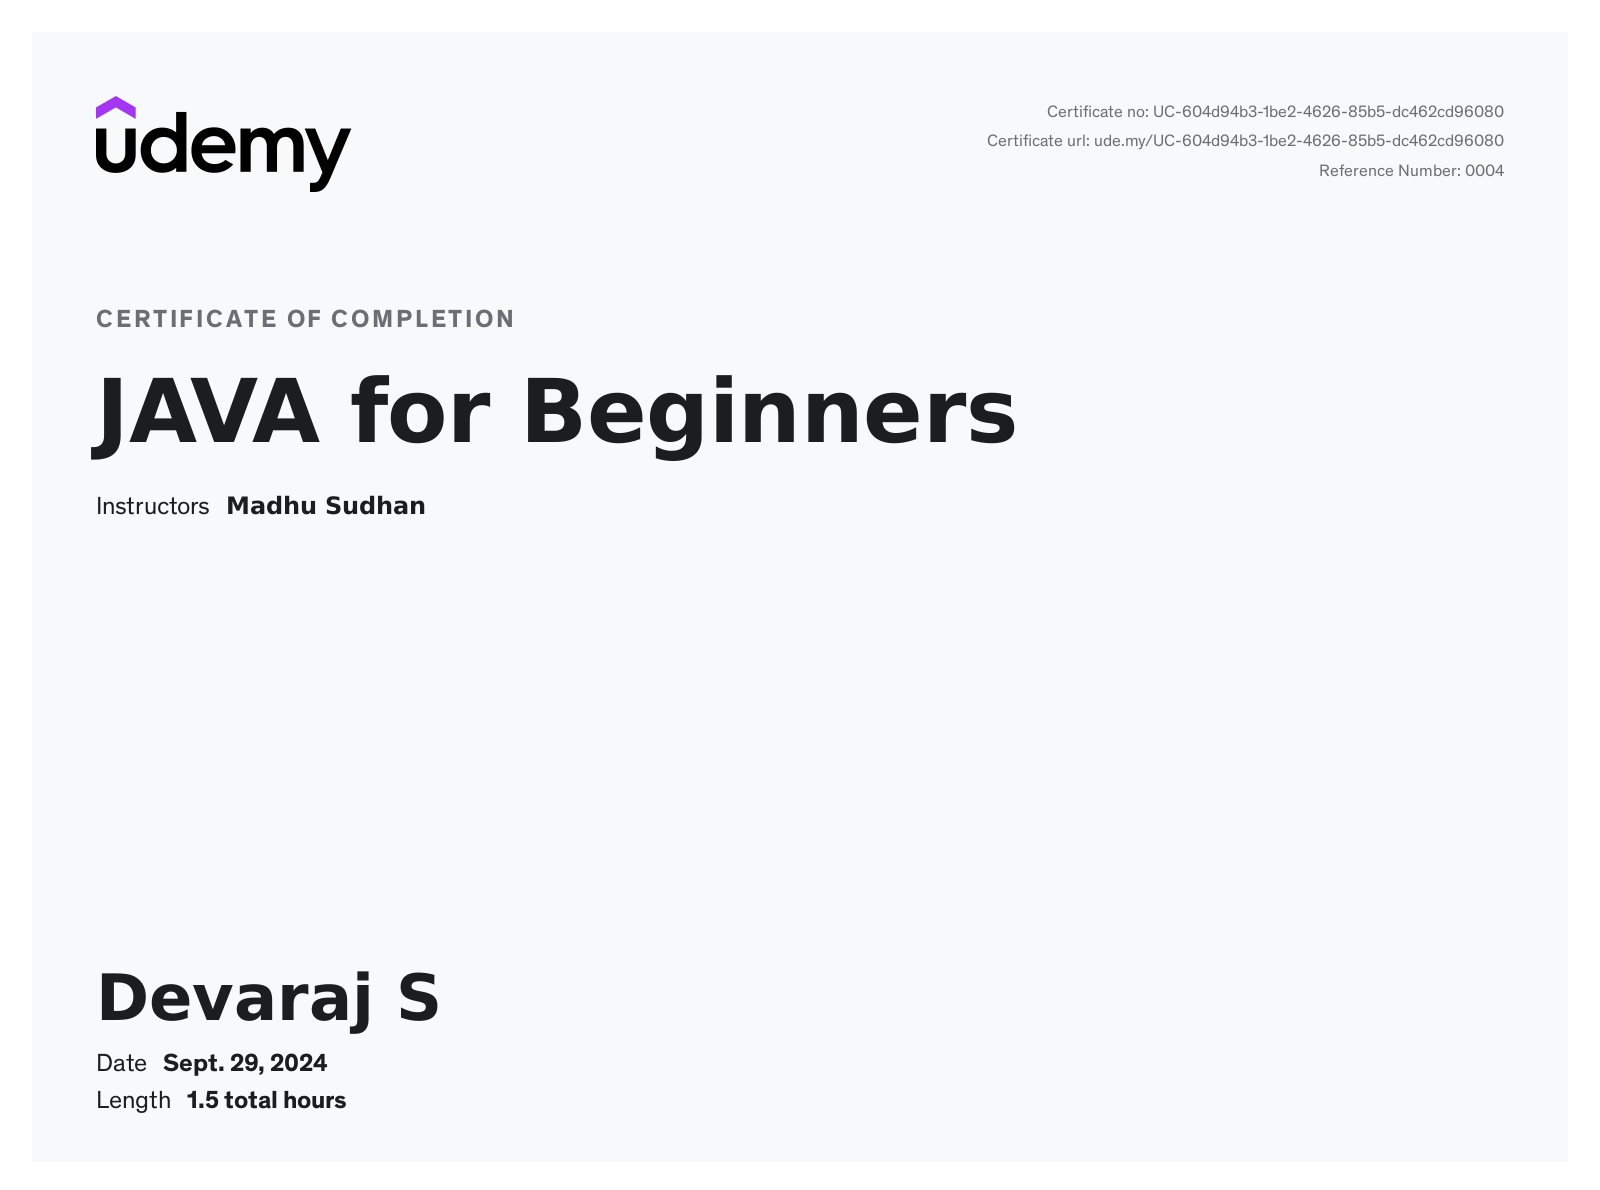 udemy
Certificate no: UC-604d94b3-1be2-4626-85b5-dc462cd96080
Certificate url: ude.my/UC-604d94b3-1be2-4626-85b5-dc462cd96080
Reference Number: 0004
CERTIFICATE OF COMPLETION
JAVA for Beginners
Instructors Madhu Sudhan
Devaraj S
Date Sept. 29, 2024
Length 1.5 total hours